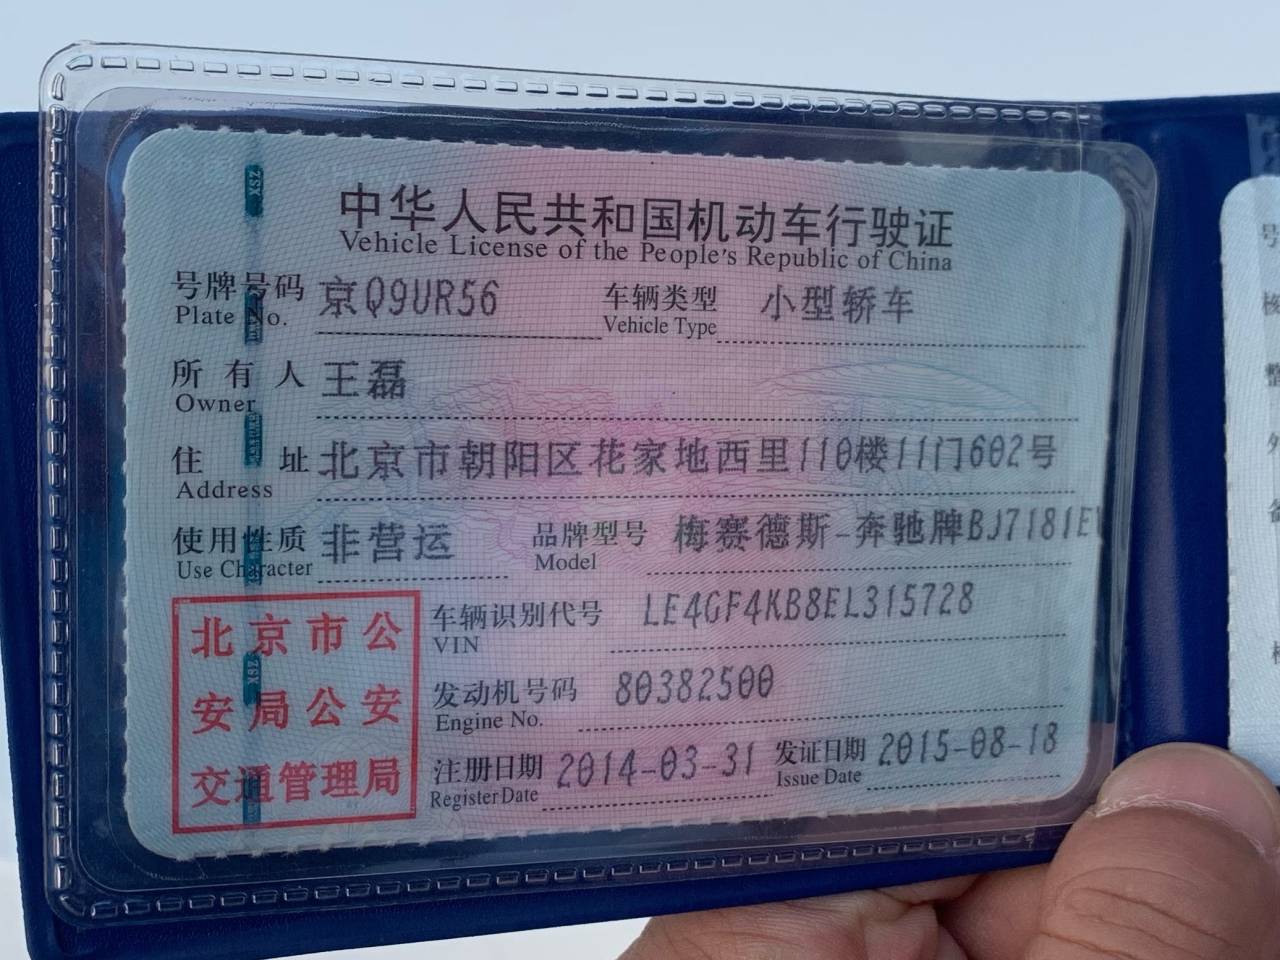 中华人民共和国机动车行驶证
Vehicle License of the People's Republic of China
号牌号码 京Q9UR56 车辆类型 小型轿车
Plate No. Vehicle Type
所有人 王磊
Owner
住址 北京市朝阳区花家地西里110楼11门602号
Address
使用性质 非营运 品牌型号 梅赛德斯-奔驰牌BJ7181E
Use Character Model
车辆识别代号 LE4GF4KB8EL315728
VIN
发动机号码 80382500
Engine No.
注册日期 2014-03-31 发证日期 2015-08-18
Register Date Issue Date
北京市公
安局公安
交通管理局
XSZ
XSZ
号
核
整
外